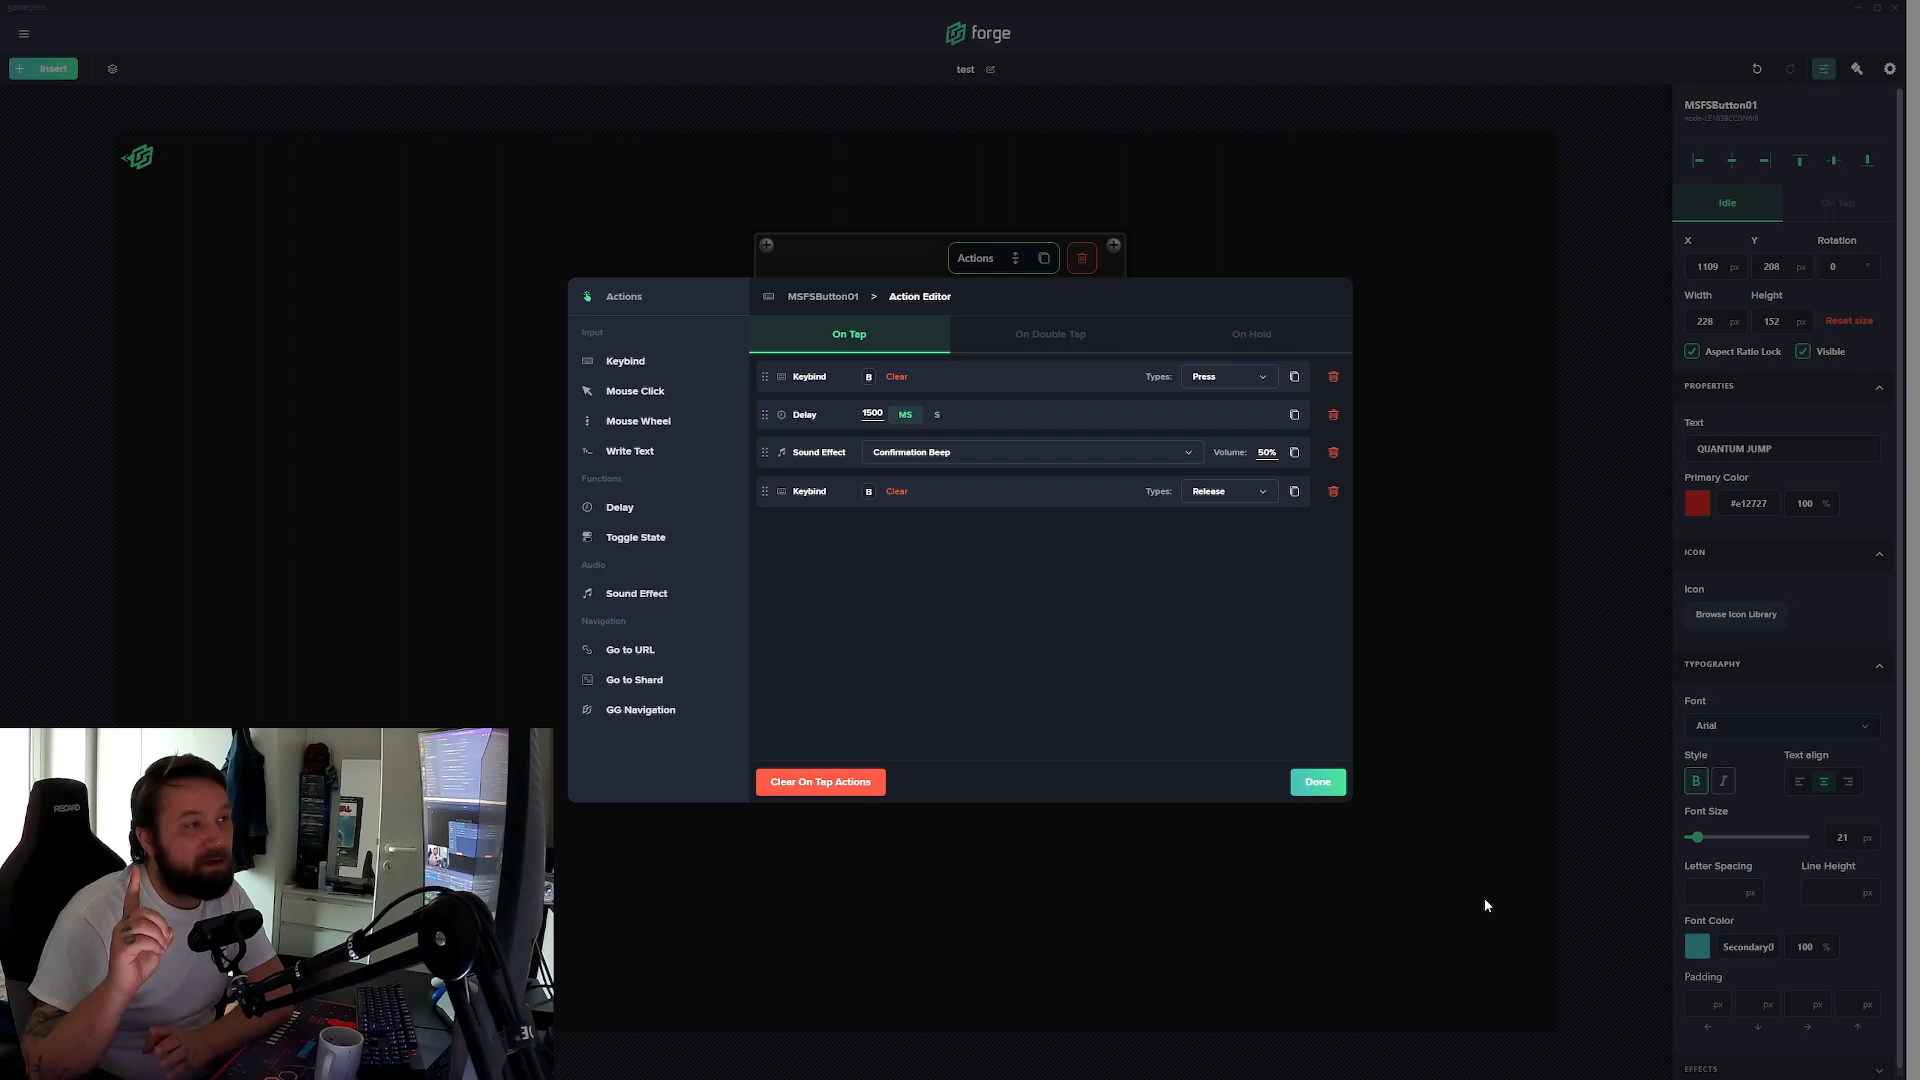 gameglass
forge
Insert
test
MSFSButton01
Idle
On Tap
X
Y
Rotation
1109 px
208 px
0 °
Width
Height
228 px
152 px
Reset size
Aspect Ratio Lock
Visible
PROPERTIES
Text
QUANTUM JUMP
Primary Color
#e12727
100 %
ICON
Icon
Browse Icon Library
TYPOGRAPHY
Font
Arial
Style
Text align
B
I
Font Size
21 px
Letter Spacing
Line Height
px
px
Font Color
Secondary(l
100 %
Padding
px
px
px
px
EFFECTS
Actions
Actions
Input
Keybind
Mouse Click
Mouse Wheel
Write Text
Functions
Delay
Toggle State
Audio
Sound Effect
Navigation
Go to URL
Go to Shard
GG Navigation
MSFSButton01 > Action Editor
On Tap
On Double Tap
On Hold
Keybind B Clear Types: Press
Delay 1500 MS S
Sound Effect Confirmation Beep Volume: 50%
Keybind B Clear Types: Release
Clear On Tap Actions
Done
RECARO